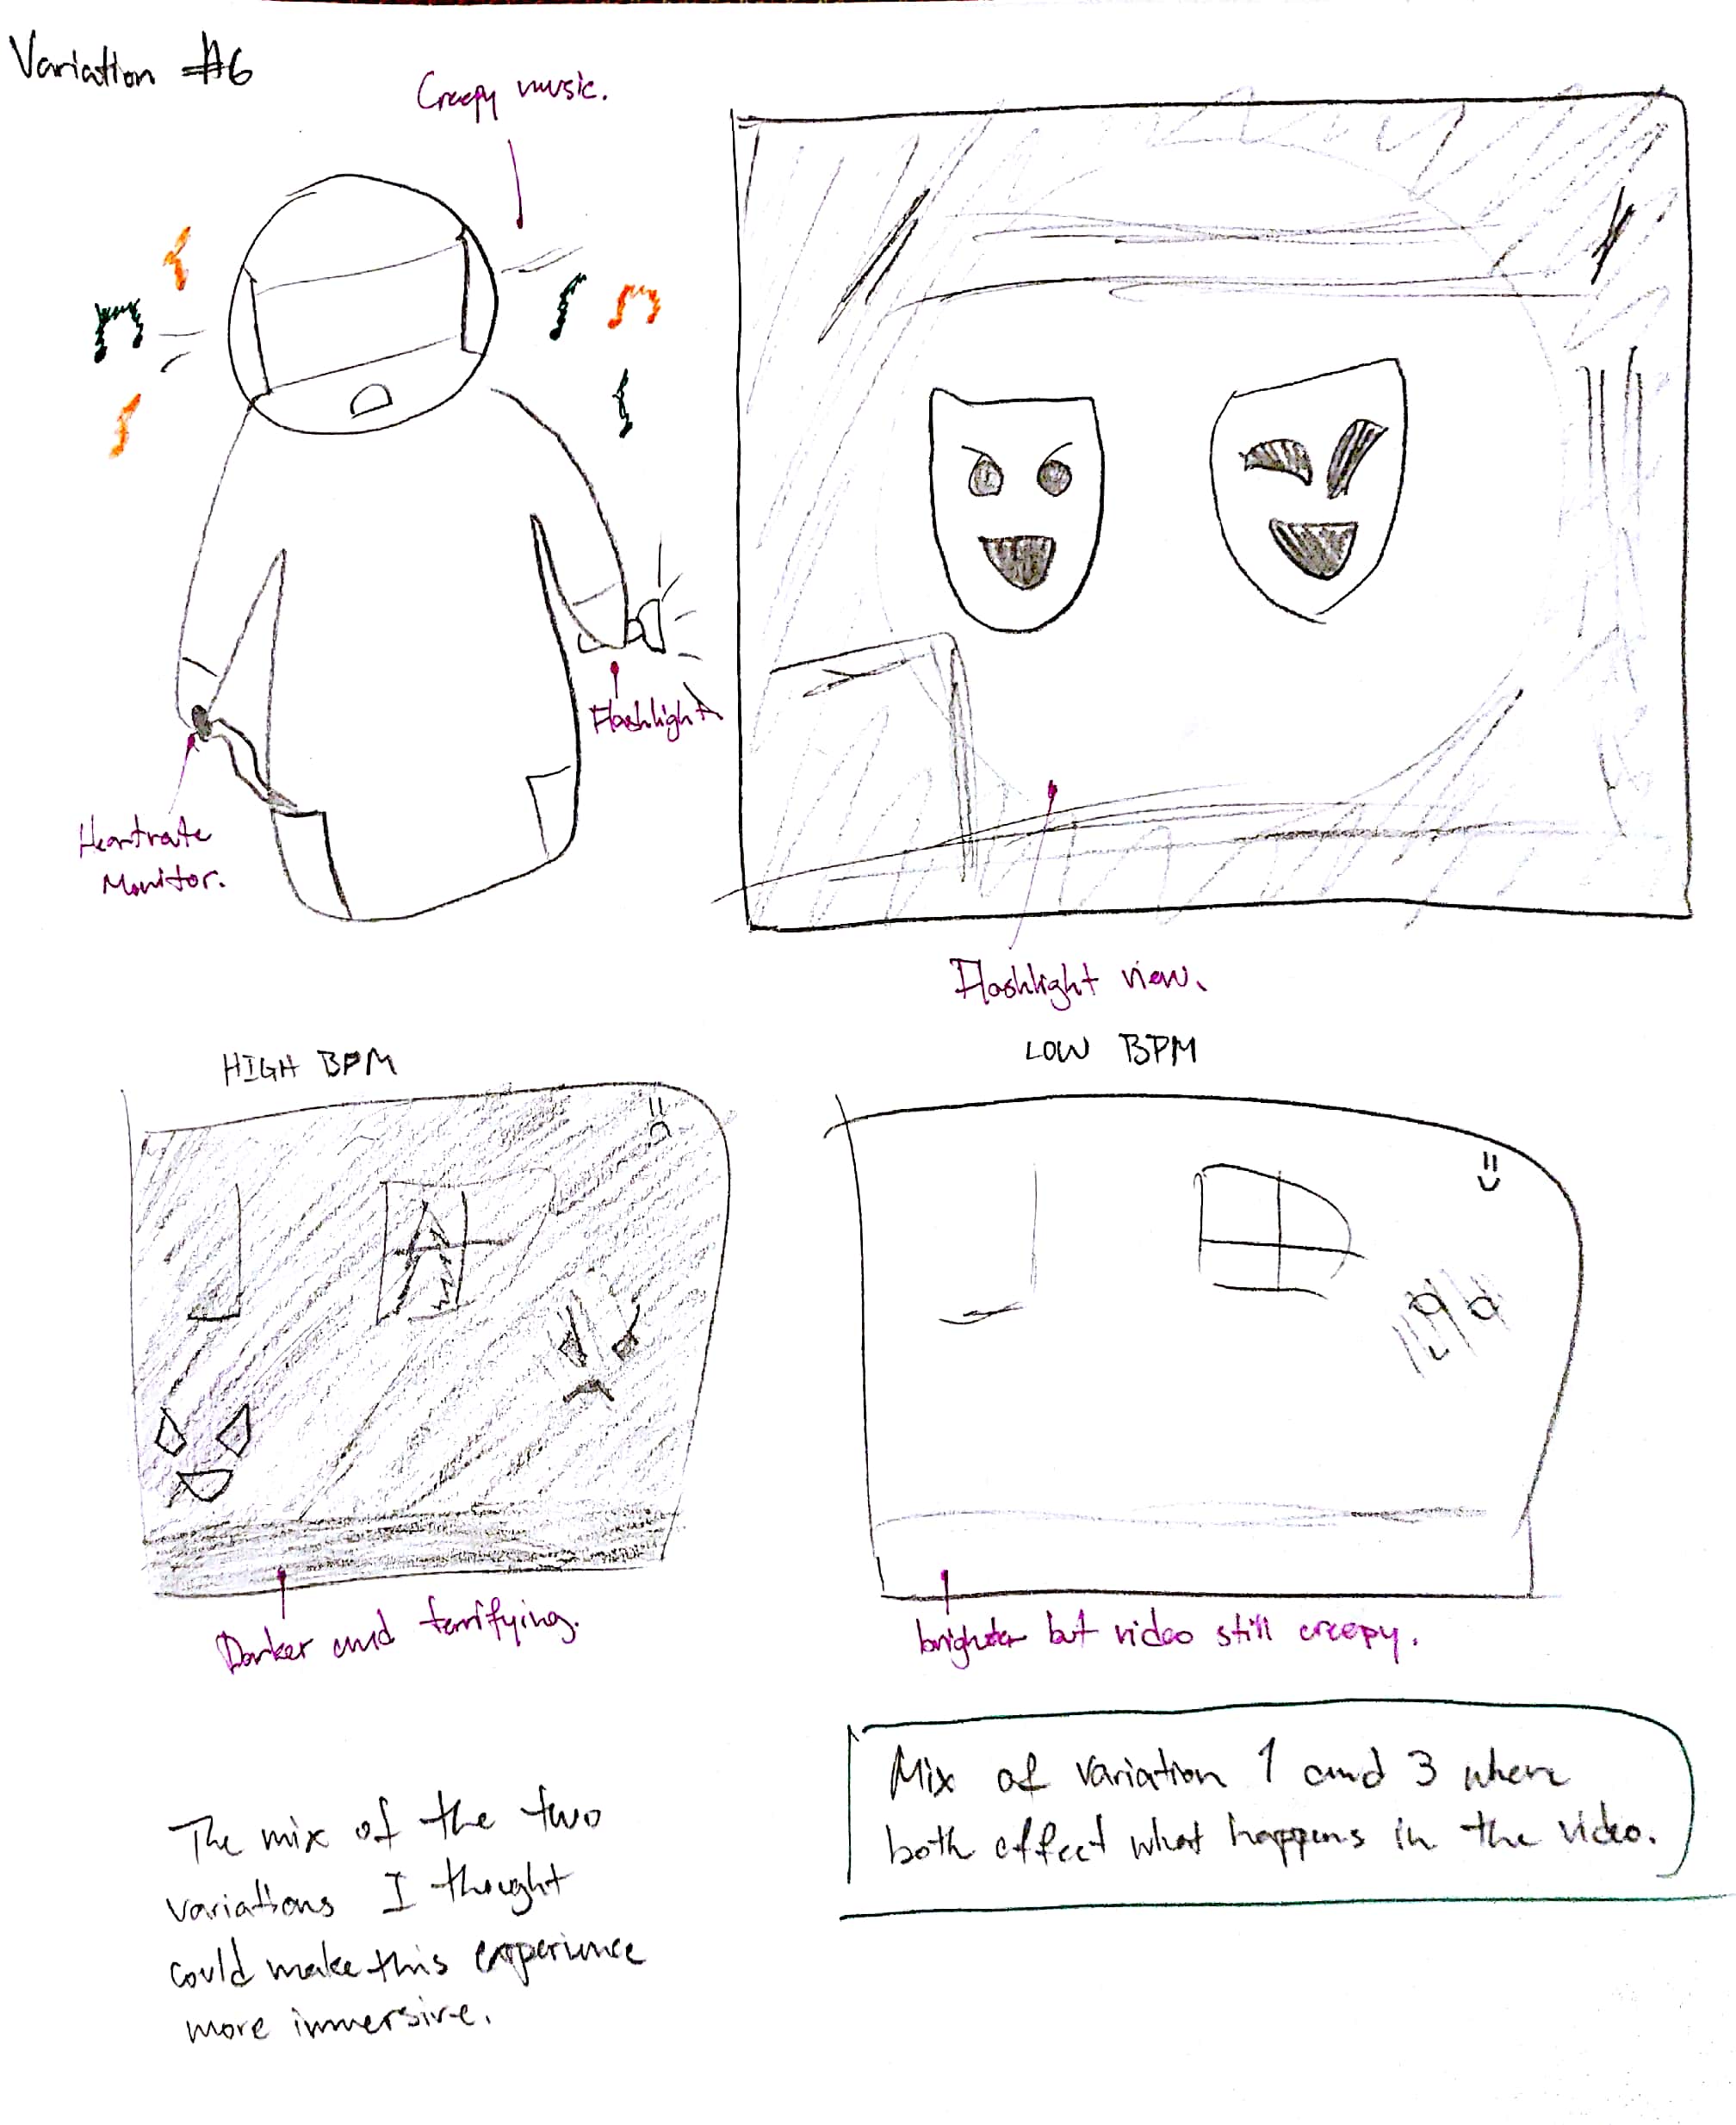 Variation #6
Creepy music.
Flashlight
Heartrate
Monitor.
Flashlight view.
HIGH BPM
LOW BPM
Darker and terrifying.
brighter but video still creepy.
Mix of variation 1 and 3 where
both effect what happens in the video.
The mix of the two
variations I thought
could make this experience
more immersive.